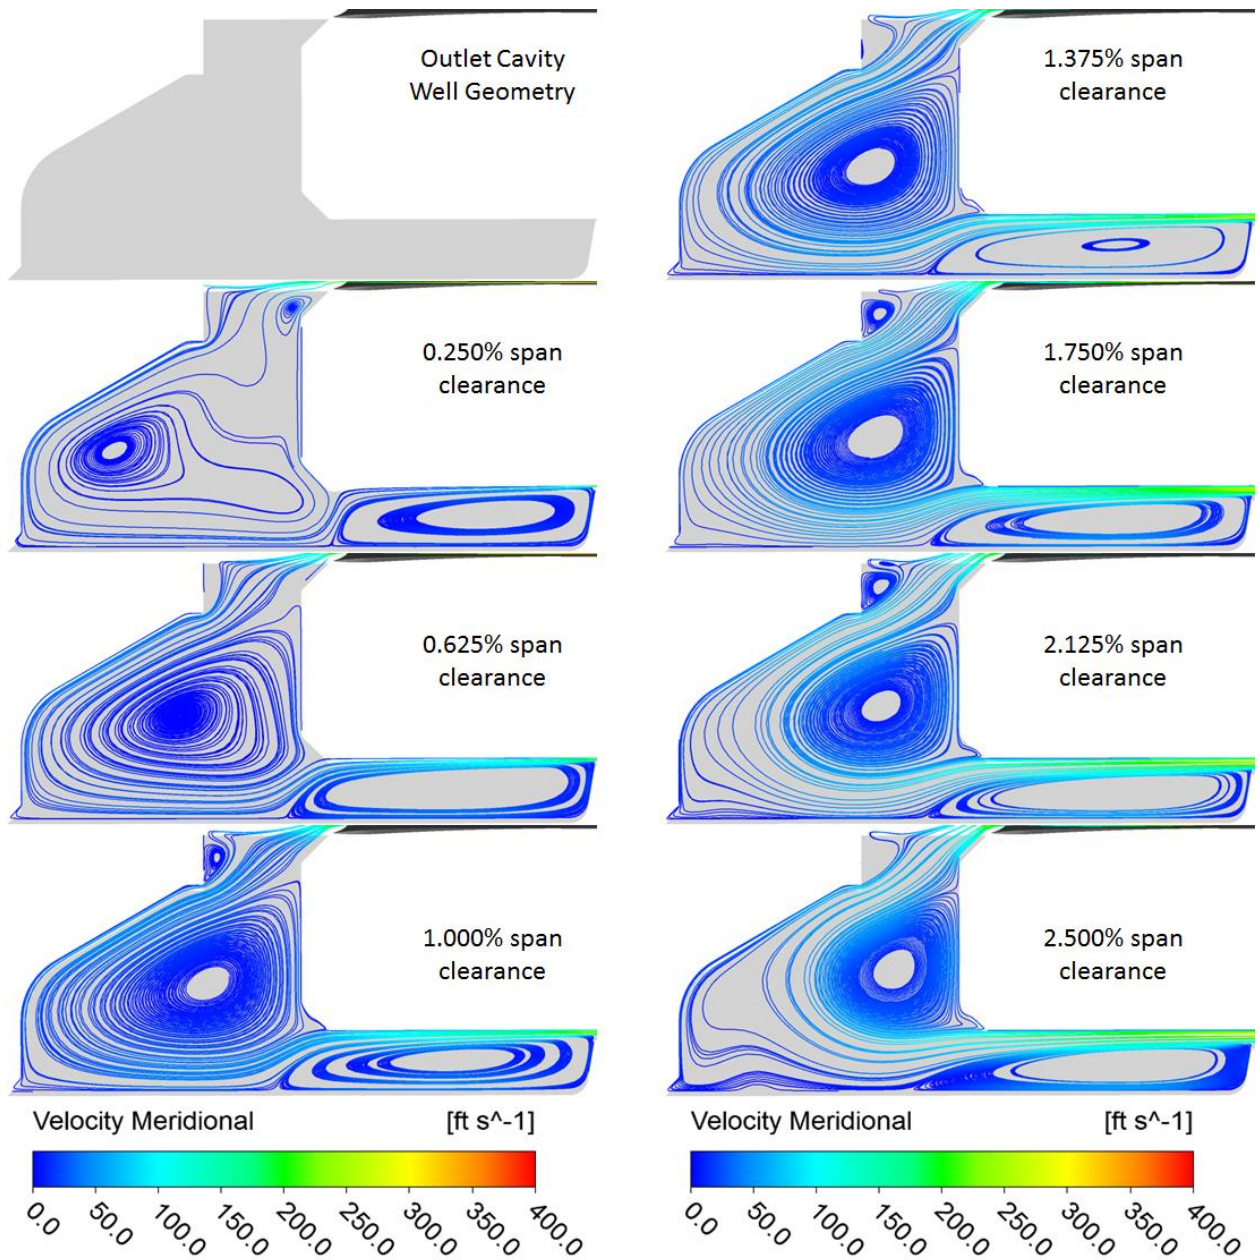 Outlet Cavity
Well Geometry
0.250% span
clearance
0.625% span
clearance
1.000% span
clearance
Velocity Meridional [ft s^-1]
0.0 50.0 100.0 150.0 200.0 250.0 300.0 350.0 400.0
1.375% span
clearance
1.750% span
clearance
2.125% span
clearance
2.500% span
clearance
Velocity Meridional [ft s^-1]
0.0 50.0 100.0 150.0 200.0 250.0 300.0 350.0 400.0